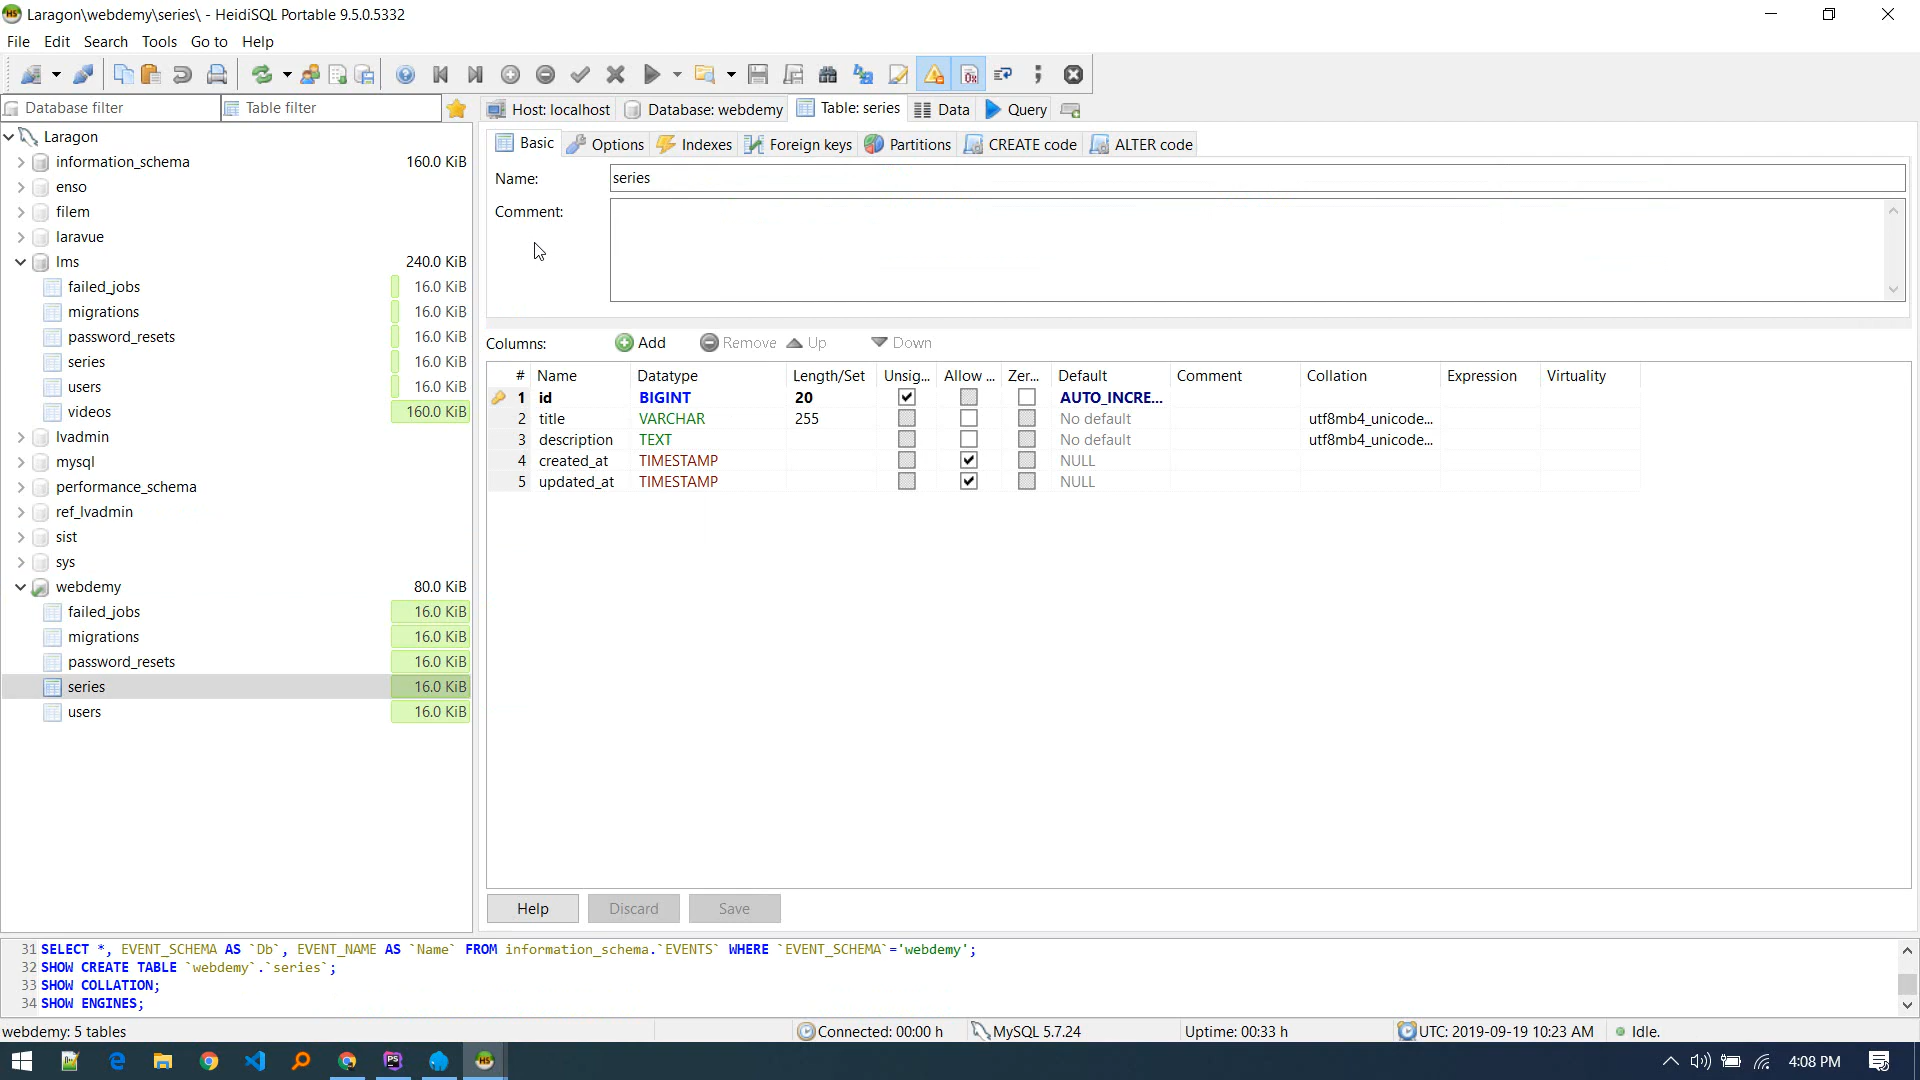 Laragon\webdemy\series\ - HeidiSQL Portable 9.5.0.5332
File Edit Search Tools Go to Help
Database filter Table filter Host: localhost Database: webdemy Table: series Data Query
Basic Options Indexes Foreign keys Partitions CREATE code ALTER code
Name: series
Comment:
Laragon
information_schema 160.0 KiB
enso
filem
laravue
lms 240.0 KiB
failed_jobs 16.0 KiB
migrations 16.0 KiB
password_resets 16.0 KiB
series 16.0 KiB
users 16.0 KiB
videos 160.0 KiB
lvadmin
mysql
performance_schema
ref_lvadmin
sist
sys
webdemy 80.0 KiB
failed_jobs 16.0 KiB
migrations 16.0 KiB
password_resets 16.0 KiB
series 16.0 KiB
users 16.0 KiB
Columns: Add Remove Up Down
# Name Datatype Length/Set Unsig... Allow ... Zer... Default Comment Collation Expression Virtuality
1 id BIGINT 20 AUTO_INCRE...
2 title VARCHAR 255 No default utf8mb4_unicode...
3 description TEXT No default utf8mb4_unicode...
4 created_at TIMESTAMP NULL
5 updated_at TIMESTAMP NULL
Help Discard Save
31 SELECT *, EVENT_SCHEMA AS `Db`, EVENT_NAME AS `Name` FROM information_schema.`EVENTS` WHERE `EVENT_SCHEMA`='webdemy';
32 SHOW CREATE TABLE `webdemy`.`series`;
33 SHOW COLLATION;
34 SHOW ENGINES;
webdemy: 5 tables Connected: 00:00 h MySQL 5.7.24 Uptime: 00:33 h UTC: 2019-09-19 10:23 AM Idle.
4:08 PM